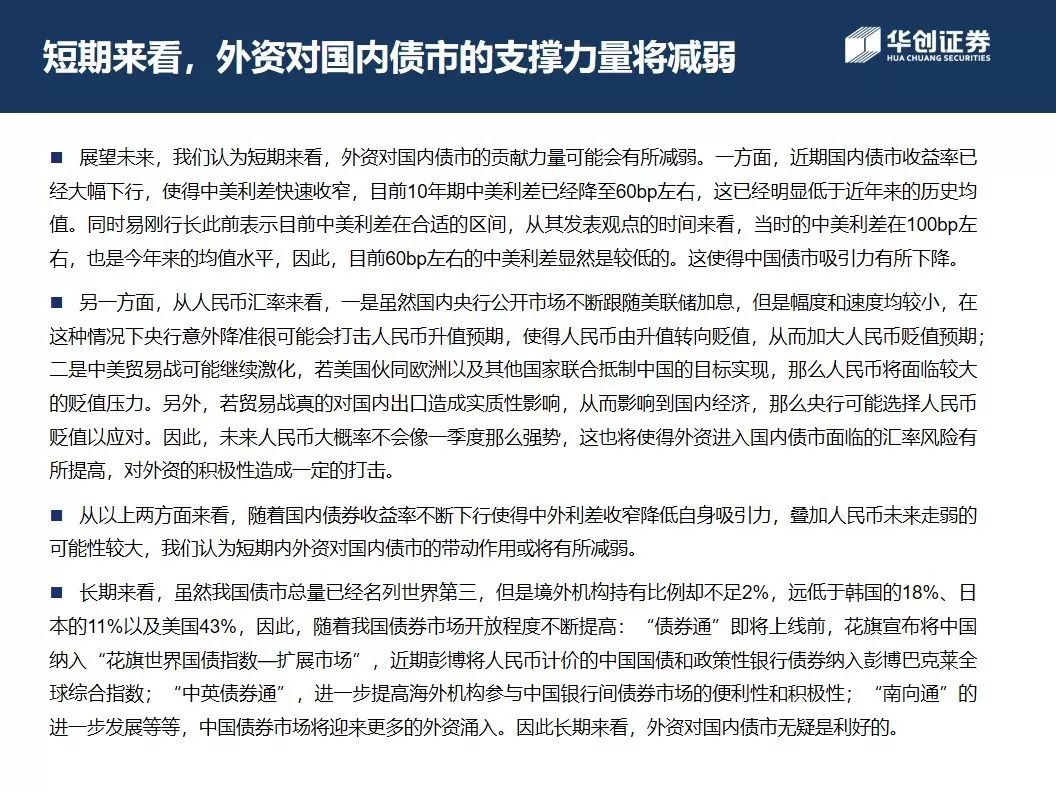 短期来看，外资对国内债市的支撑力量将减弱
华创证券
HUA CHUANG SECURITIES
■ 展望未来，我们认为短期来看，外资对国内债市的贡献力量可能会有所减弱。一方面，近期国内债市收益率已
经大幅下行，使得中美利差快速收窄，目前10年期中美利差已经降至60bp左右，这已经明显低于近年来的历史均
值。同时易刚行长此前表示目前中美利差在合适的区间，从其发表观点的时间来看，当时的中美利差在100bp左
右，也是今年来的均值水平，因此，目前60bp左右的中美利差显然是较低的。这使得中国债市吸引力有所下降。
■ 另一方面，从人民币汇率来看，一是虽然国内央行公开市场不断跟随美联储加息，但是幅度和速度均较小，在
这种情况下央行意外降准很可能会打击人民币升值预期，使得人民币由升值转向贬值，从而加大人民币贬值预期；
二是中美贸易战可能继续激化，若美国伙同欧洲以及其他国家联合抵制中国的目标实现，那么人民币将面临较大
的贬值压力。另外，若贸易战真的对国内出口造成实质性影响，从而影响到国内经济，那么央行可能选择人民币
贬值以应对。因此，未来人民币大概率不会像一季度那么强势，这也将使得外资进入国内债市面临的汇率风险有
所提高，对外资的积极性造成一定的打击。
■ 从以上两方面来看，随着国内债券收益率不断下行使得中外利差收窄降低自身吸引力，叠加人民币未来走弱的
可能性较大，我们认为短期内外资对国内债市的带动作用或将有所减弱。
■ 长期来看，虽然我国债市总量已经名列世界第三，但是境外机构持有比例却不足2%，远低于韩国的18%、日
本的11%以及美国43%，因此，随着我国债券市场开放程度不断提高：“债券通”即将上线前，花旗宣布将中国
纳入“花旗世界国债指数—扩展市场”，近期彭博将人民币计价的中国国债和政策性银行债券纳入彭博巴克莱全
球综合指数；“中英债券通”，进一步提高海外机构参与中国银行间债券市场的便利性和积极性；“南向通”的
进一步发展等等，中国债券市场将迎来更多的外资涌入。因此长期来看，外资对国内债市无疑是利好的。